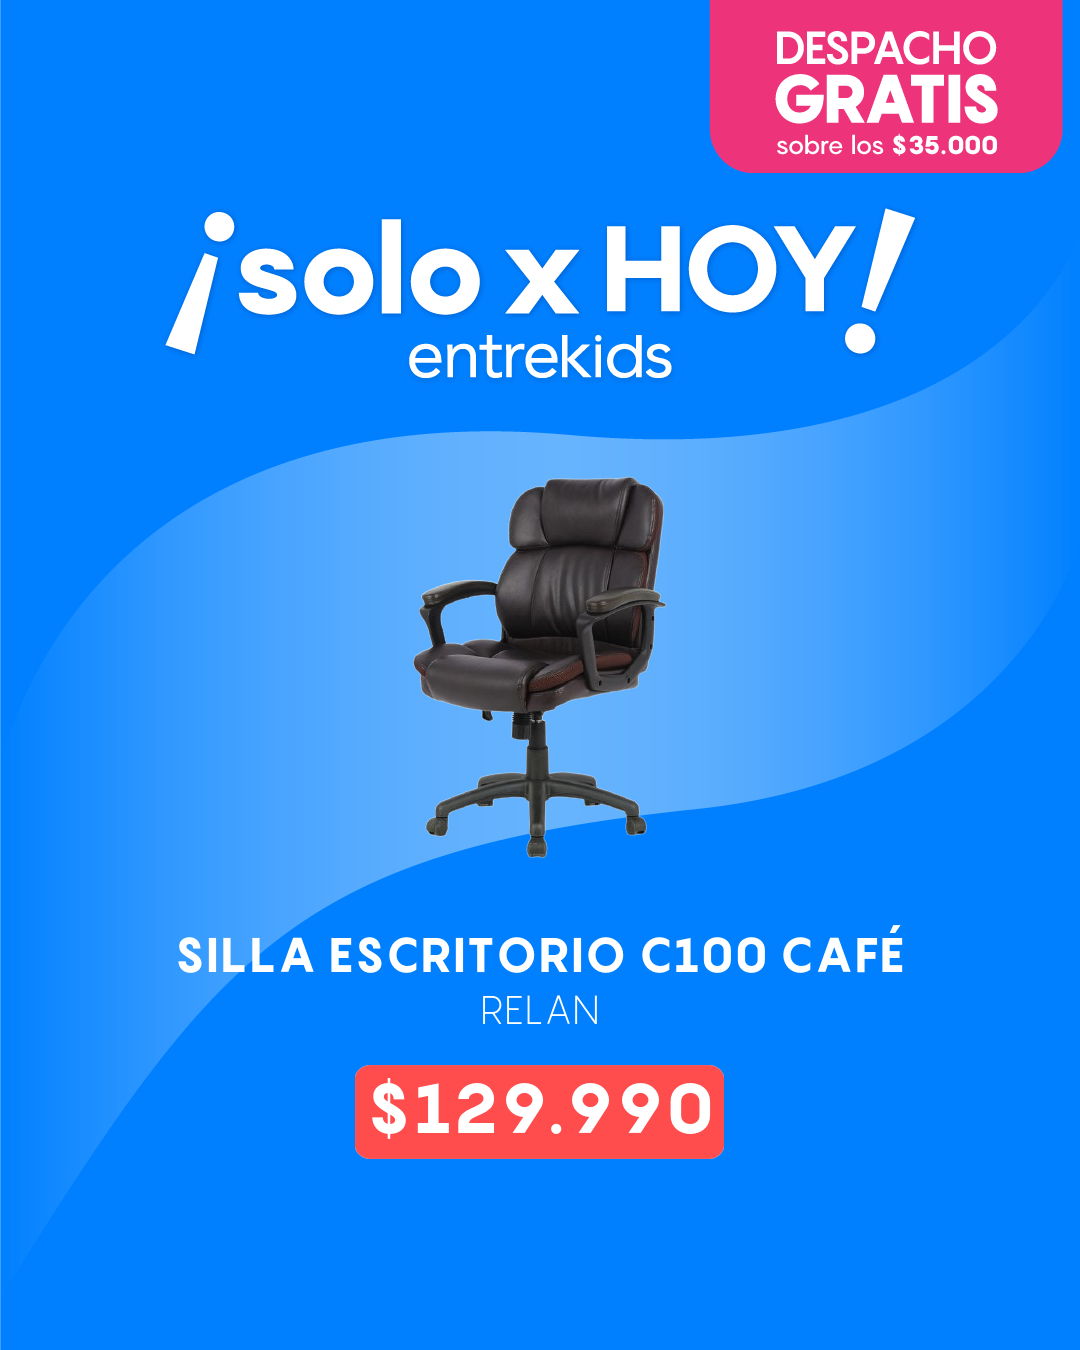 DESPACHO
GRATIS
sobre los $35.000
¡solo x HOY!
entrekids
SILLA ESCRITORIO C100 CAFÉ
RELAN
$129.990